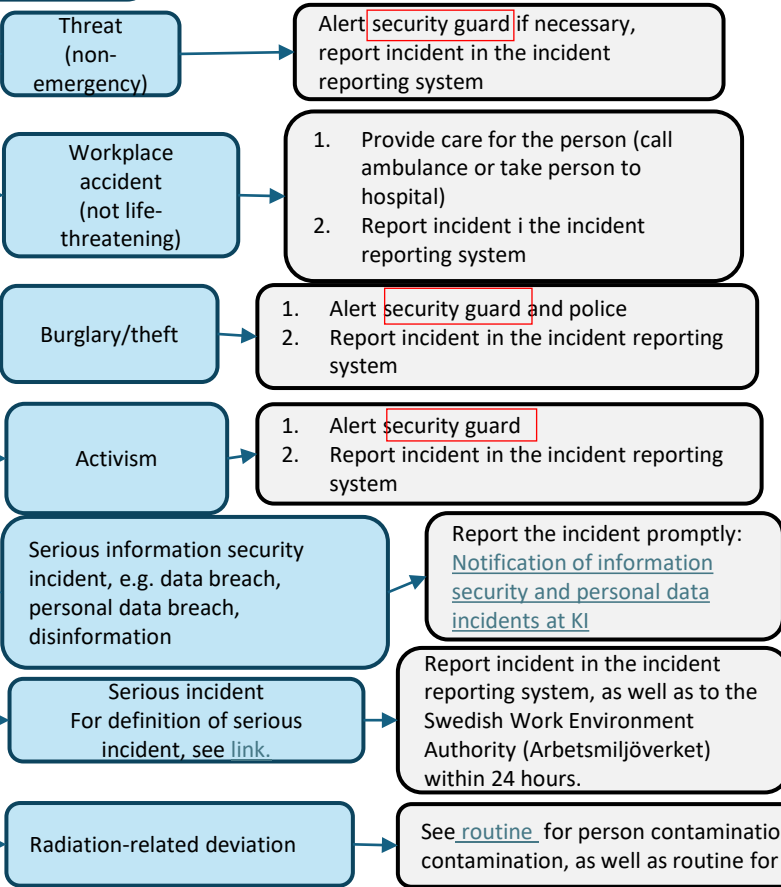 Threat
(non-
emergency)
Alert security guard if necessary,
report incident in the incident
reporting system
Workplace
accident
(not life-
threatening)
1. Provide care for the person (call
ambulance or take person to
hospital)
2. Report incident i the incident
reporting system
Burglary/theft
1. Alert security guard and police
2. Report incident in the incident reporting
system
Activism
1. Alert security guard
2. Report incident in the incident reporting
system
Serious information security
incident, e.g. data breach,
personal data breach,
disinformation
Report the incident promptly:
Notification of information
security and personal data
incidents at KI
Serious incident
For definition of serious
incident, see link.
Report incident in the incident
reporting system, as well as to the
Swedish Work Environment
Authority (Arbetsmiljöverket)
within 24 hours.
Radiation-related deviation
See routine for person contaminatio
contamination, as well as routine for